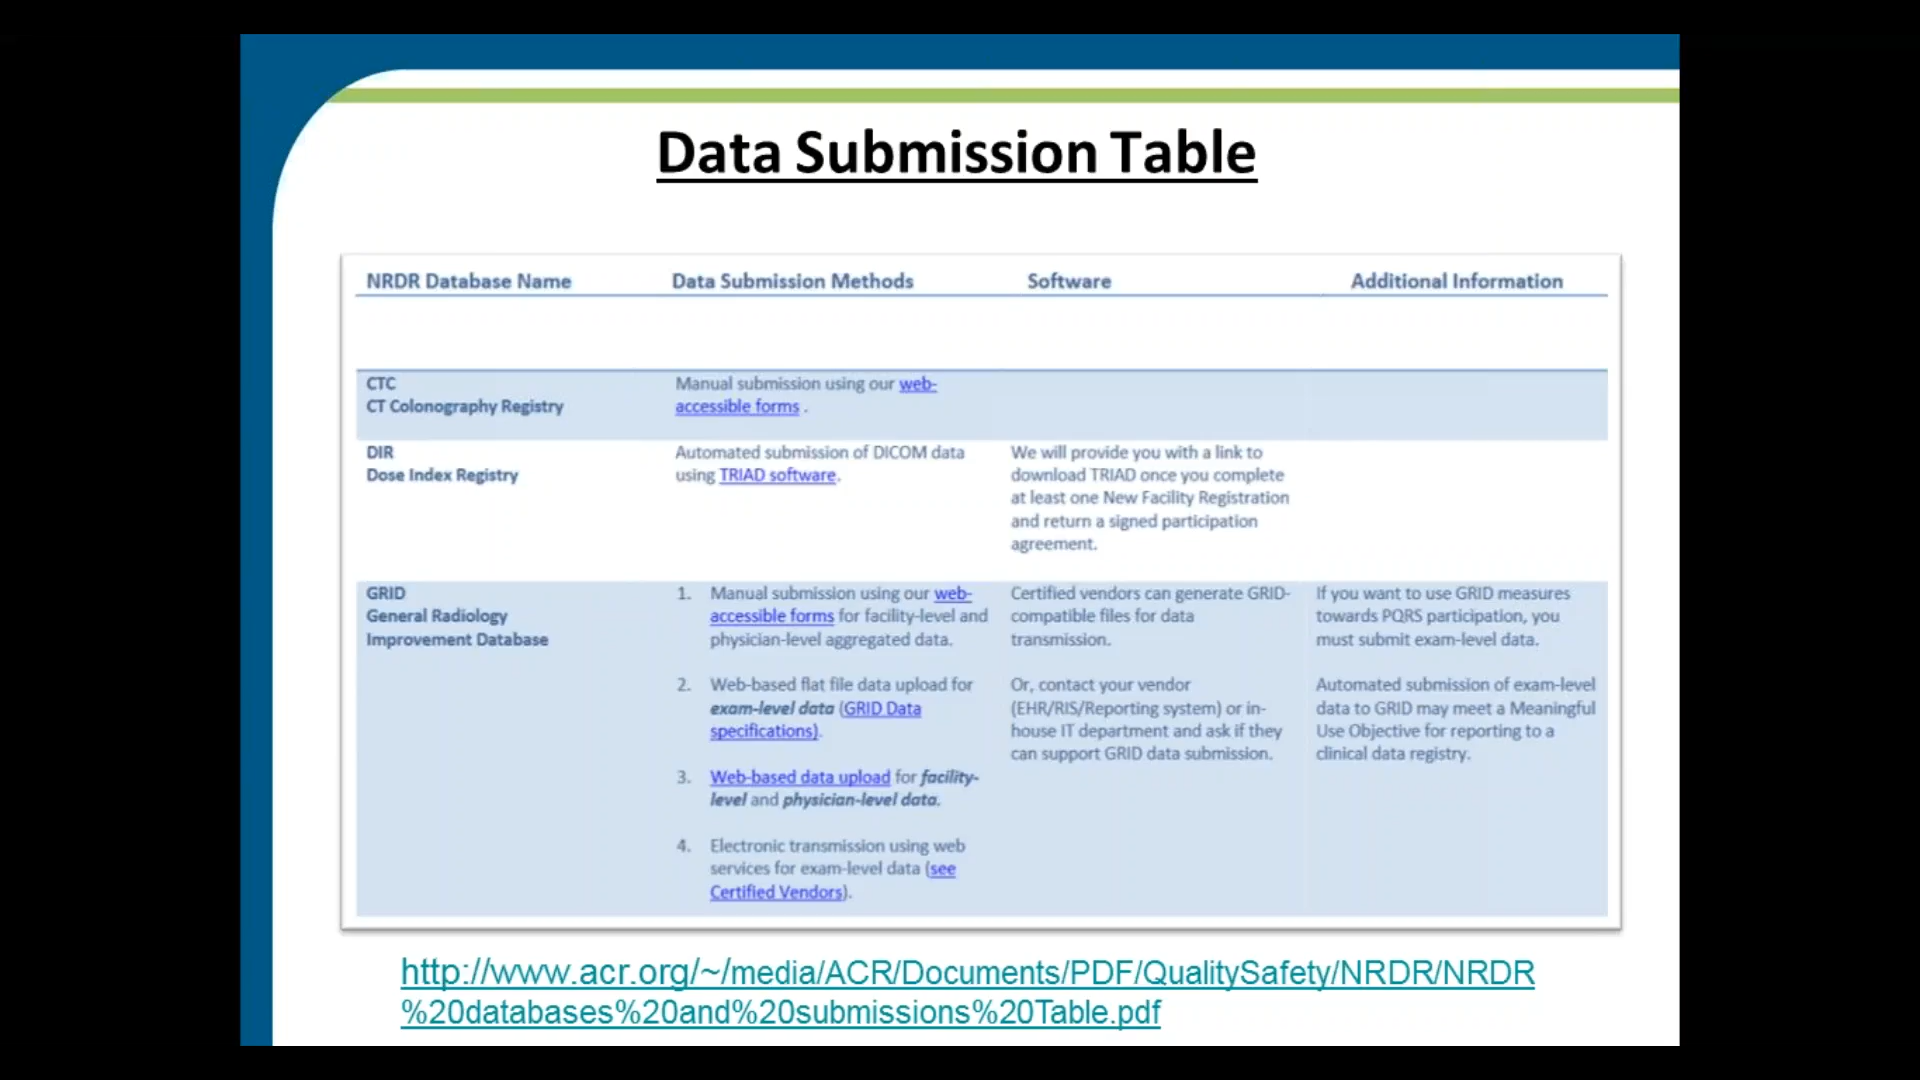 Data Submission Table
NRDR Database Name Data Submission Methods Software Additional Information
CTC
CT Colonography Registry
Manual submission using our web-
accessible forms .
DIR
Dose Index Registry
Automated submission of DICOM data
using TRIAD software.
We will provide you with a link to
download TRIAD once you complete
at least one New Facility Registration
and return a signed participation
agreement.
GRID
General Radiology
Improvement Database
1. Manual submission using our web-
accessible forms for facility-level and
physician-level aggregated data.
2. Web-based flat file data upload for
exam-level data (GRID Data
specifications).
3. Web-based data upload for facility-
level and physician-level data.
4. Electronic transmission using web
services for exam-level data (see
Certified Vendors).
Certified vendors can generate GRID-
compatible files for data
transmission.
Or, contact your vendor
(EHR/RIS/Reporting system) or in-
house IT department and ask if they
can support GRID data submission.
If you want to use GRID measures
towards PQRS participation, you
must submit exam-level data.
Automated submission of exam-level
data to GRID may meet a Meaningful
Use Objective for reporting to a
clinical data registry.
http://www.acr.org/~/media/ACR/Documents/PDF/QualitySafety/NRDR/NRDR
%20databases%20and%20submissions%20Table.pdf